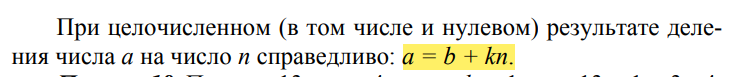 При целочисленном (в том числе и нулевом) результате деле-
ния числа a на число n справедливо: a = b + kn.